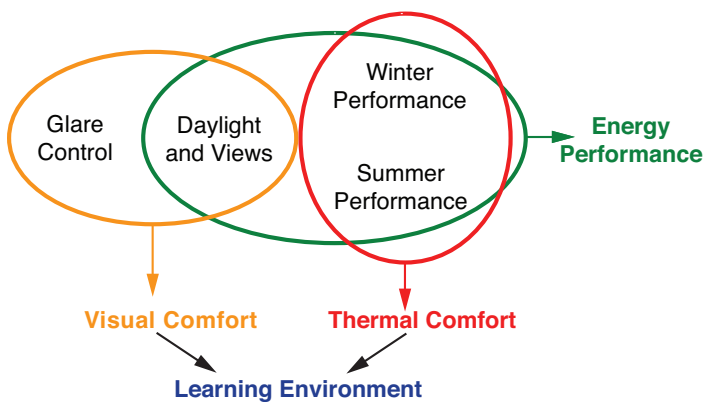 Glare
Control
Daylight
and Views
Winter
Performance
Summer
Performance
Energy
Performance
Visual Comfort
Thermal Comfort
Learning Environment